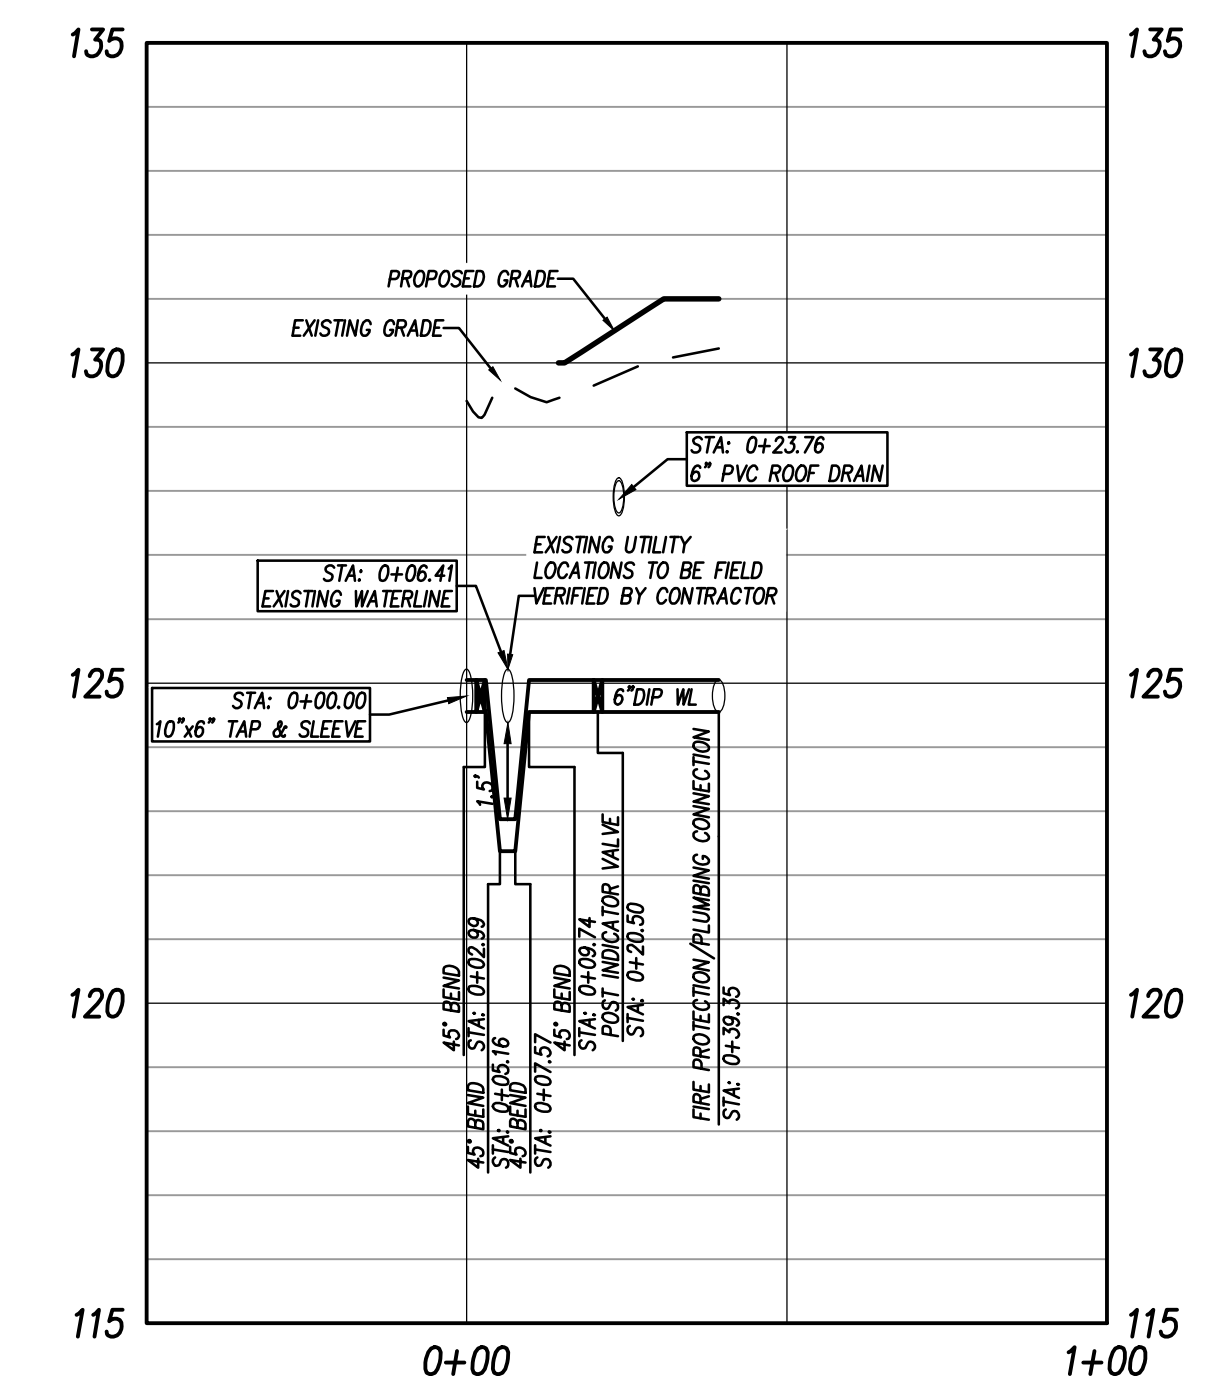 135
135
PROPOSED GRADE
EXISTING GRADE
130
130
STA: 0+23.76
6" PVC ROOF DRAIN
EXISTING UTILITY
LOCATIONS TO BE FIELD
VERIFIED BY CONTRACTOR
STA: 0+06.41
EXISTING WATERLINE
125
125
STA: 0+00.00
10"x6" TAP & SLEEVE
6"DIP WL
1.5'
45° BEND
STA: 0+02.99
45° BEND
STA: 0+05.16
45° BEND
STA: 0+07.57
45° BEND
STA: 0+09.74
POST INDICATOR VALVE
STA: 0+20.50
FIRE PROTECTION/PLUMBING CONNECTION
STA: 0+39.35
120
120
115
115
0+00
1+00